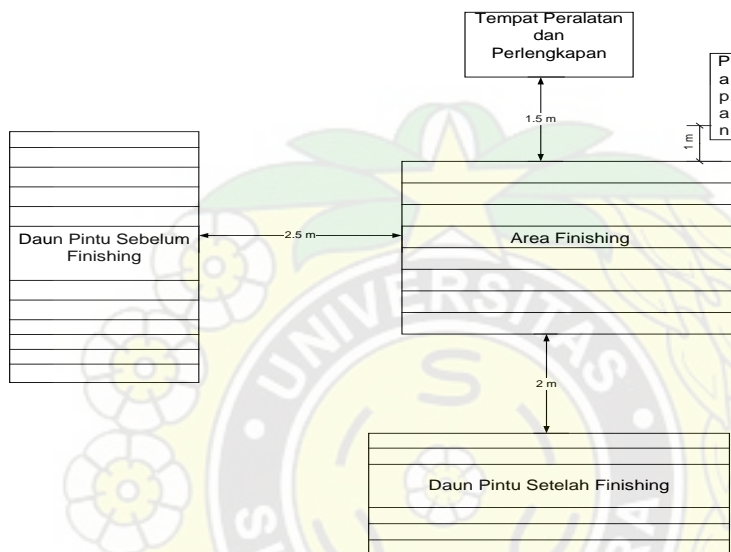 Tempat Peralatan
dan
Perlengkapan
P
a
p
a
n
1.5 m
1 m
Daun Pintu Sebelum
Finishing
2.5 m
Area Finishing
UNIVERSITAS
2 m
S
Daun Pintu Setelah Finishing